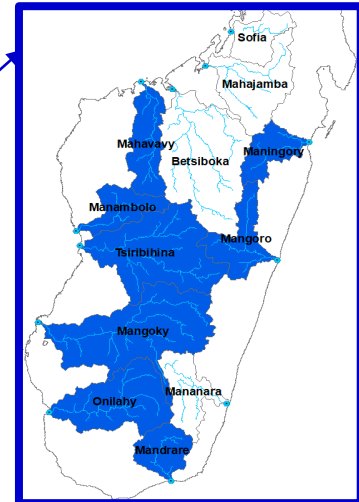 Sofia
Mahajamba
Mahavavy
Maningory
Betsiboka
Manambolo
Mangoro
Tsiribihina
Mangoky
Mananara
Onilahy
Mandrare